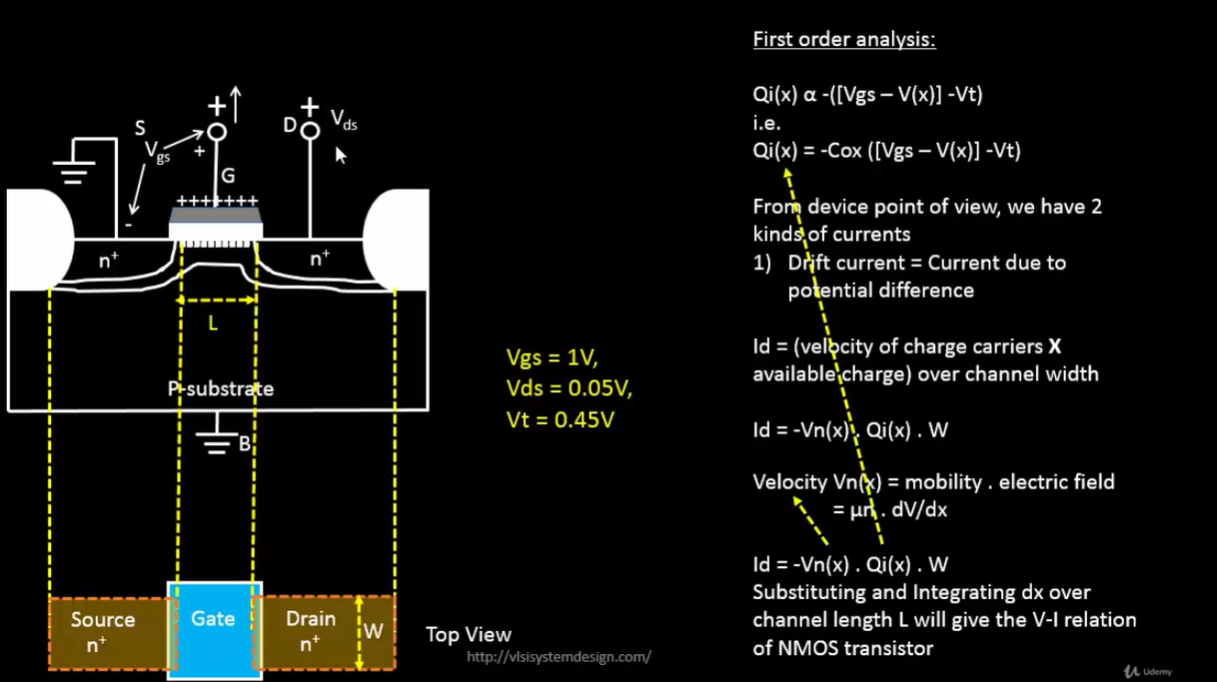 First order analysis:
Qi(x) α -([Vgs – V(x)] -Vt)
i.e.
Qi(x) = -Cox ([Vgs – V(x)] -Vt)
From device point of view, we have 2
kinds of currents
1) Drift current = Current due to
potential difference
Id = (velocity of charge carriers X
available charge) over channel width
Id = -Vn(x) . Qi(x) . W
Velocity Vn(x) = mobility . electric field
= μn . dV/dx
Id = -Vn(x) . Qi(x) . W
Substituting and Integrating dx over
channel length L will give the V-I relation
of NMOS transistor
S
Vgs
+
+
-
G
D
+
Vds
+++++++
n+
n+
L
P-substrate
B
Vgs = 1V,
Vds = 0.05V,
Vt = 0.45V
Source
n+
Gate
Drain
n+
W
Top View
http://vlsisystemdesign.com/
Udemy